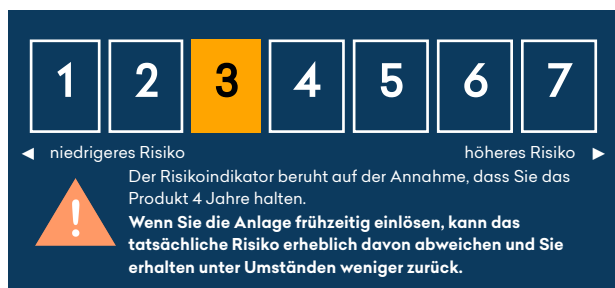 1 2 3 4 5 6 7
◄ niedrigeres Risiko höheres Risiko ►
Der Risikoindikator beruht auf der Annahme, dass Sie das
Produkt 4 Jahre halten.
!
Wenn Sie die Anlage frühzeitig einlösen, kann das
tatsächliche Risiko erheblich davon abweichen und Sie
erhalten unter Umständen weniger zurück.